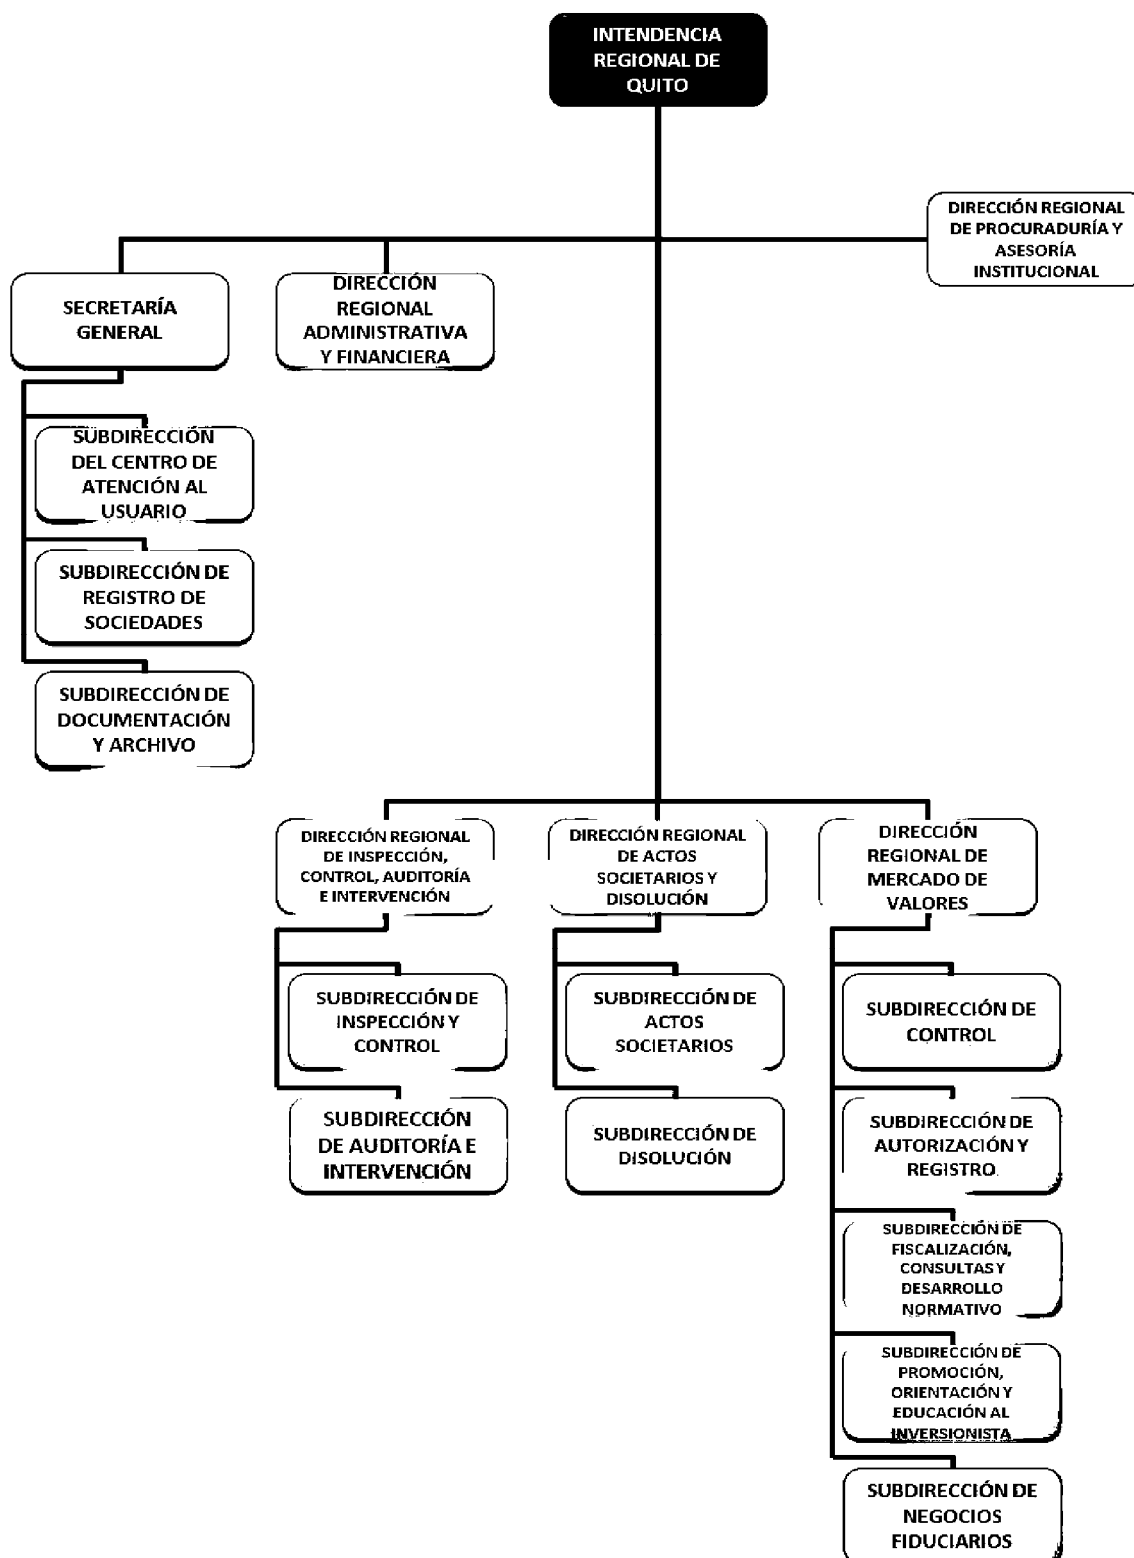 INTENDENCIA
REGIONAL DE
QUITO
DIRECCIÓN REGIONAL
DE PROCURADURÍA Y
ASESORÍA
INSTITUCIONAL
SECRETARÍA
GENERAL
DIRECCIÓN
REGIONAL
ADMINISTRATIVA
Y FINANCIERA
SUBDIRECCIÓN
DEL CENTRO DE
ATENCIÓN AL
USUARIO
SUBDIRECCIÓN DE
REGISTRO DE
SOCIEDADES
SUBDIRECCIÓN DE
DOCUMENTACIÓN
Y ARCHIVO
DIRECCIÓN REGIONAL
DE INSPECCIÓN,
CONTROL, AUDITORÍA
E INTERVENCIÓN
DIRECCIÓN REGIONAL
DE ACTOS
SOCIETARIOS Y
DISOLUCIÓN
DIRECCIÓN
REGIONAL DE
MERCADO DE
VALORES
SUBDIRECCIÓN DE
INSPECCIÓN Y
CONTROL
SUBDIRECCIÓN
DE AUDITORÍA E
INTERVENCIÓN
SUBDIRECCIÓN DE
ACTOS
SOCIETARIOS
SUBDIRECCIÓN DE
DISOLUCIÓN
SUBDIRECCIÓN DE
CONTROL
SUBDIRECCIÓN DE
AUTORIZACIÓN Y
REGISTRO
SUBDIRECCIÓN DE
FISCALIZACIÓN,
CONSULTAS Y
DESARROLLO
NORMATIVO
SUBDIRECCIÓN DE
PROMOCIÓN,
ORIENTACIÓN Y
EDUCACIÓN AL
INVERSIONISTA
SUBDIRECCIÓN DE
NEGOCIOS
FIDUCIARIOS